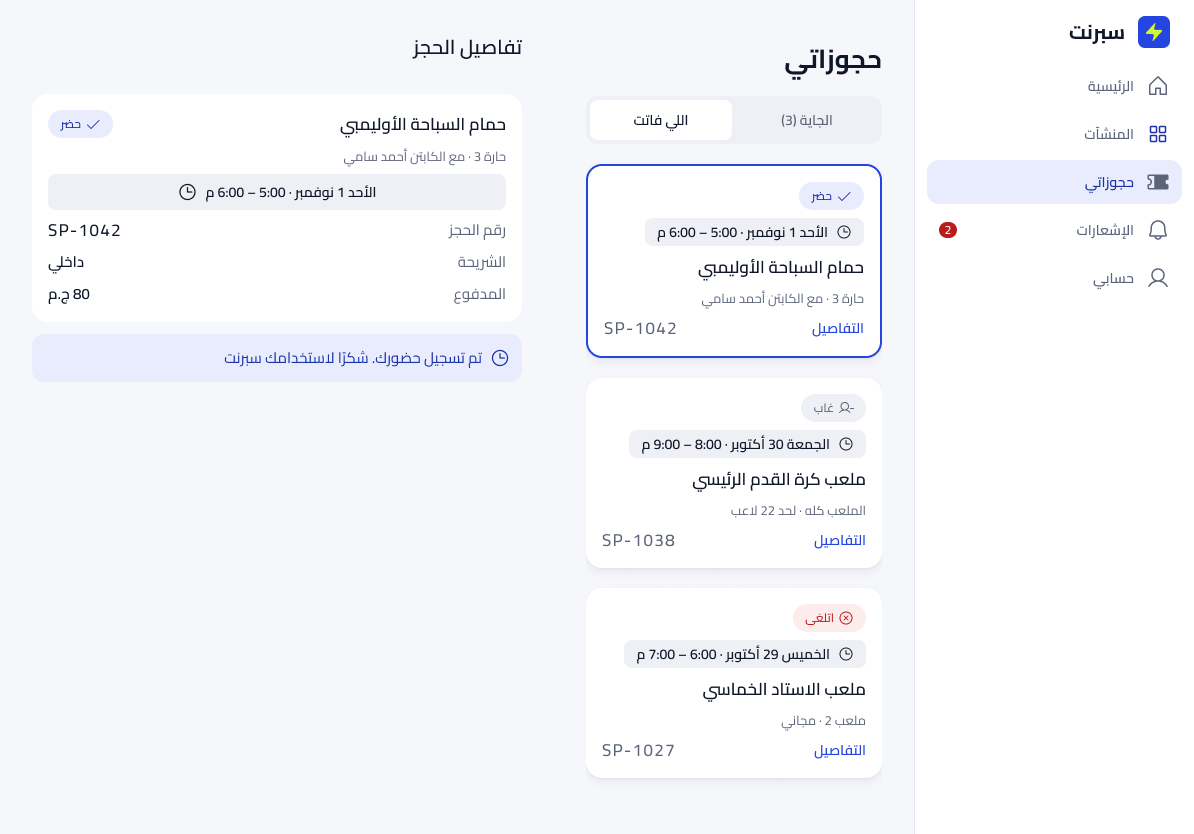 سبرنت
الرئيسية
المنشآت
حجوزاتي
الإشعارات
2
حسابي
حجوزاتي
الجاية (3)
اللي فاتت
حضر
الأحد 1 نوفمبر · 5:00 – 6:00 م
حمام السباحة الأوليمبي
حارة 3 · مع الكابتن أحمد سامي
التفاصيل
SP-1042
غاب
الجمعة 30 أكتوبر · 8:00 – 9:00 م
ملعب كرة القدم الرئيسي
الملعب كله · لحد 22 لاعب
التفاصيل
SP-1038
اتلغى
الخميس 29 أكتوبر · 6:00 – 7:00 م
ملعب الاستاد الخماسي
ملعب 2 · مجاني
التفاصيل
SP-1027
تفاصيل الحجز
حمام السباحة الأوليمبي
حضر
حارة 3 · مع الكابتن أحمد سامي
الأحد 1 نوفمبر · 5:00 – 6:00 م
رقم الحجز
SP-1042
الشريحة
داخلي
المدفوع
80 ج.م
تم تسجيل حضورك. شكرًا لاستخدامك سبرنت